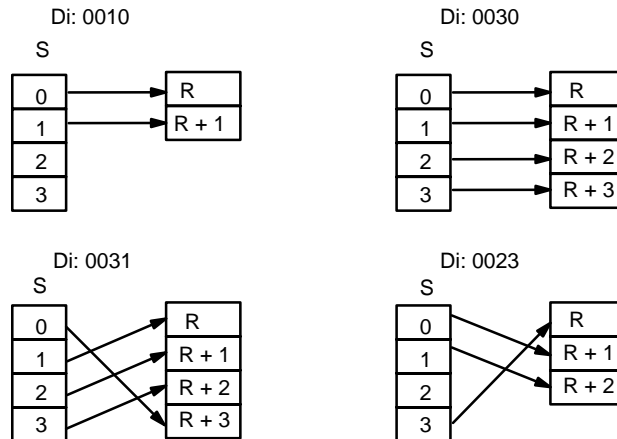 Di: 0010
S
0
1
2
3
R
R + 1
Di: 0030
S
0
1
2
3
R
R + 1
R + 2
R + 3
Di: 0031
S
0
1
2
3
R
R + 1
R + 2
R + 3
Di: 0023
S
0
1
2
3
R
R + 1
R + 2